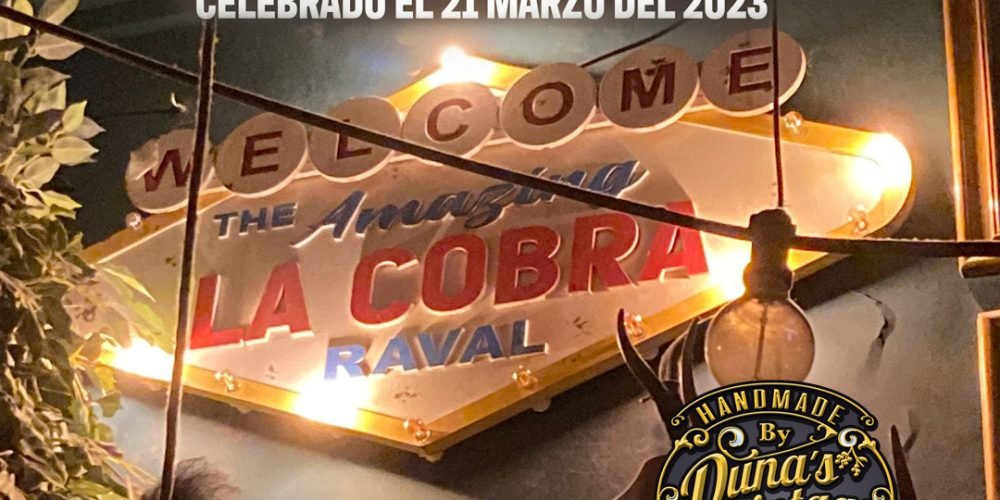 CELEBRADO EL 21 MARZO DEL 2023
WELCOME
THE Amazing
LA COBRA
RAVAL
HANDMADE
By
Duna's